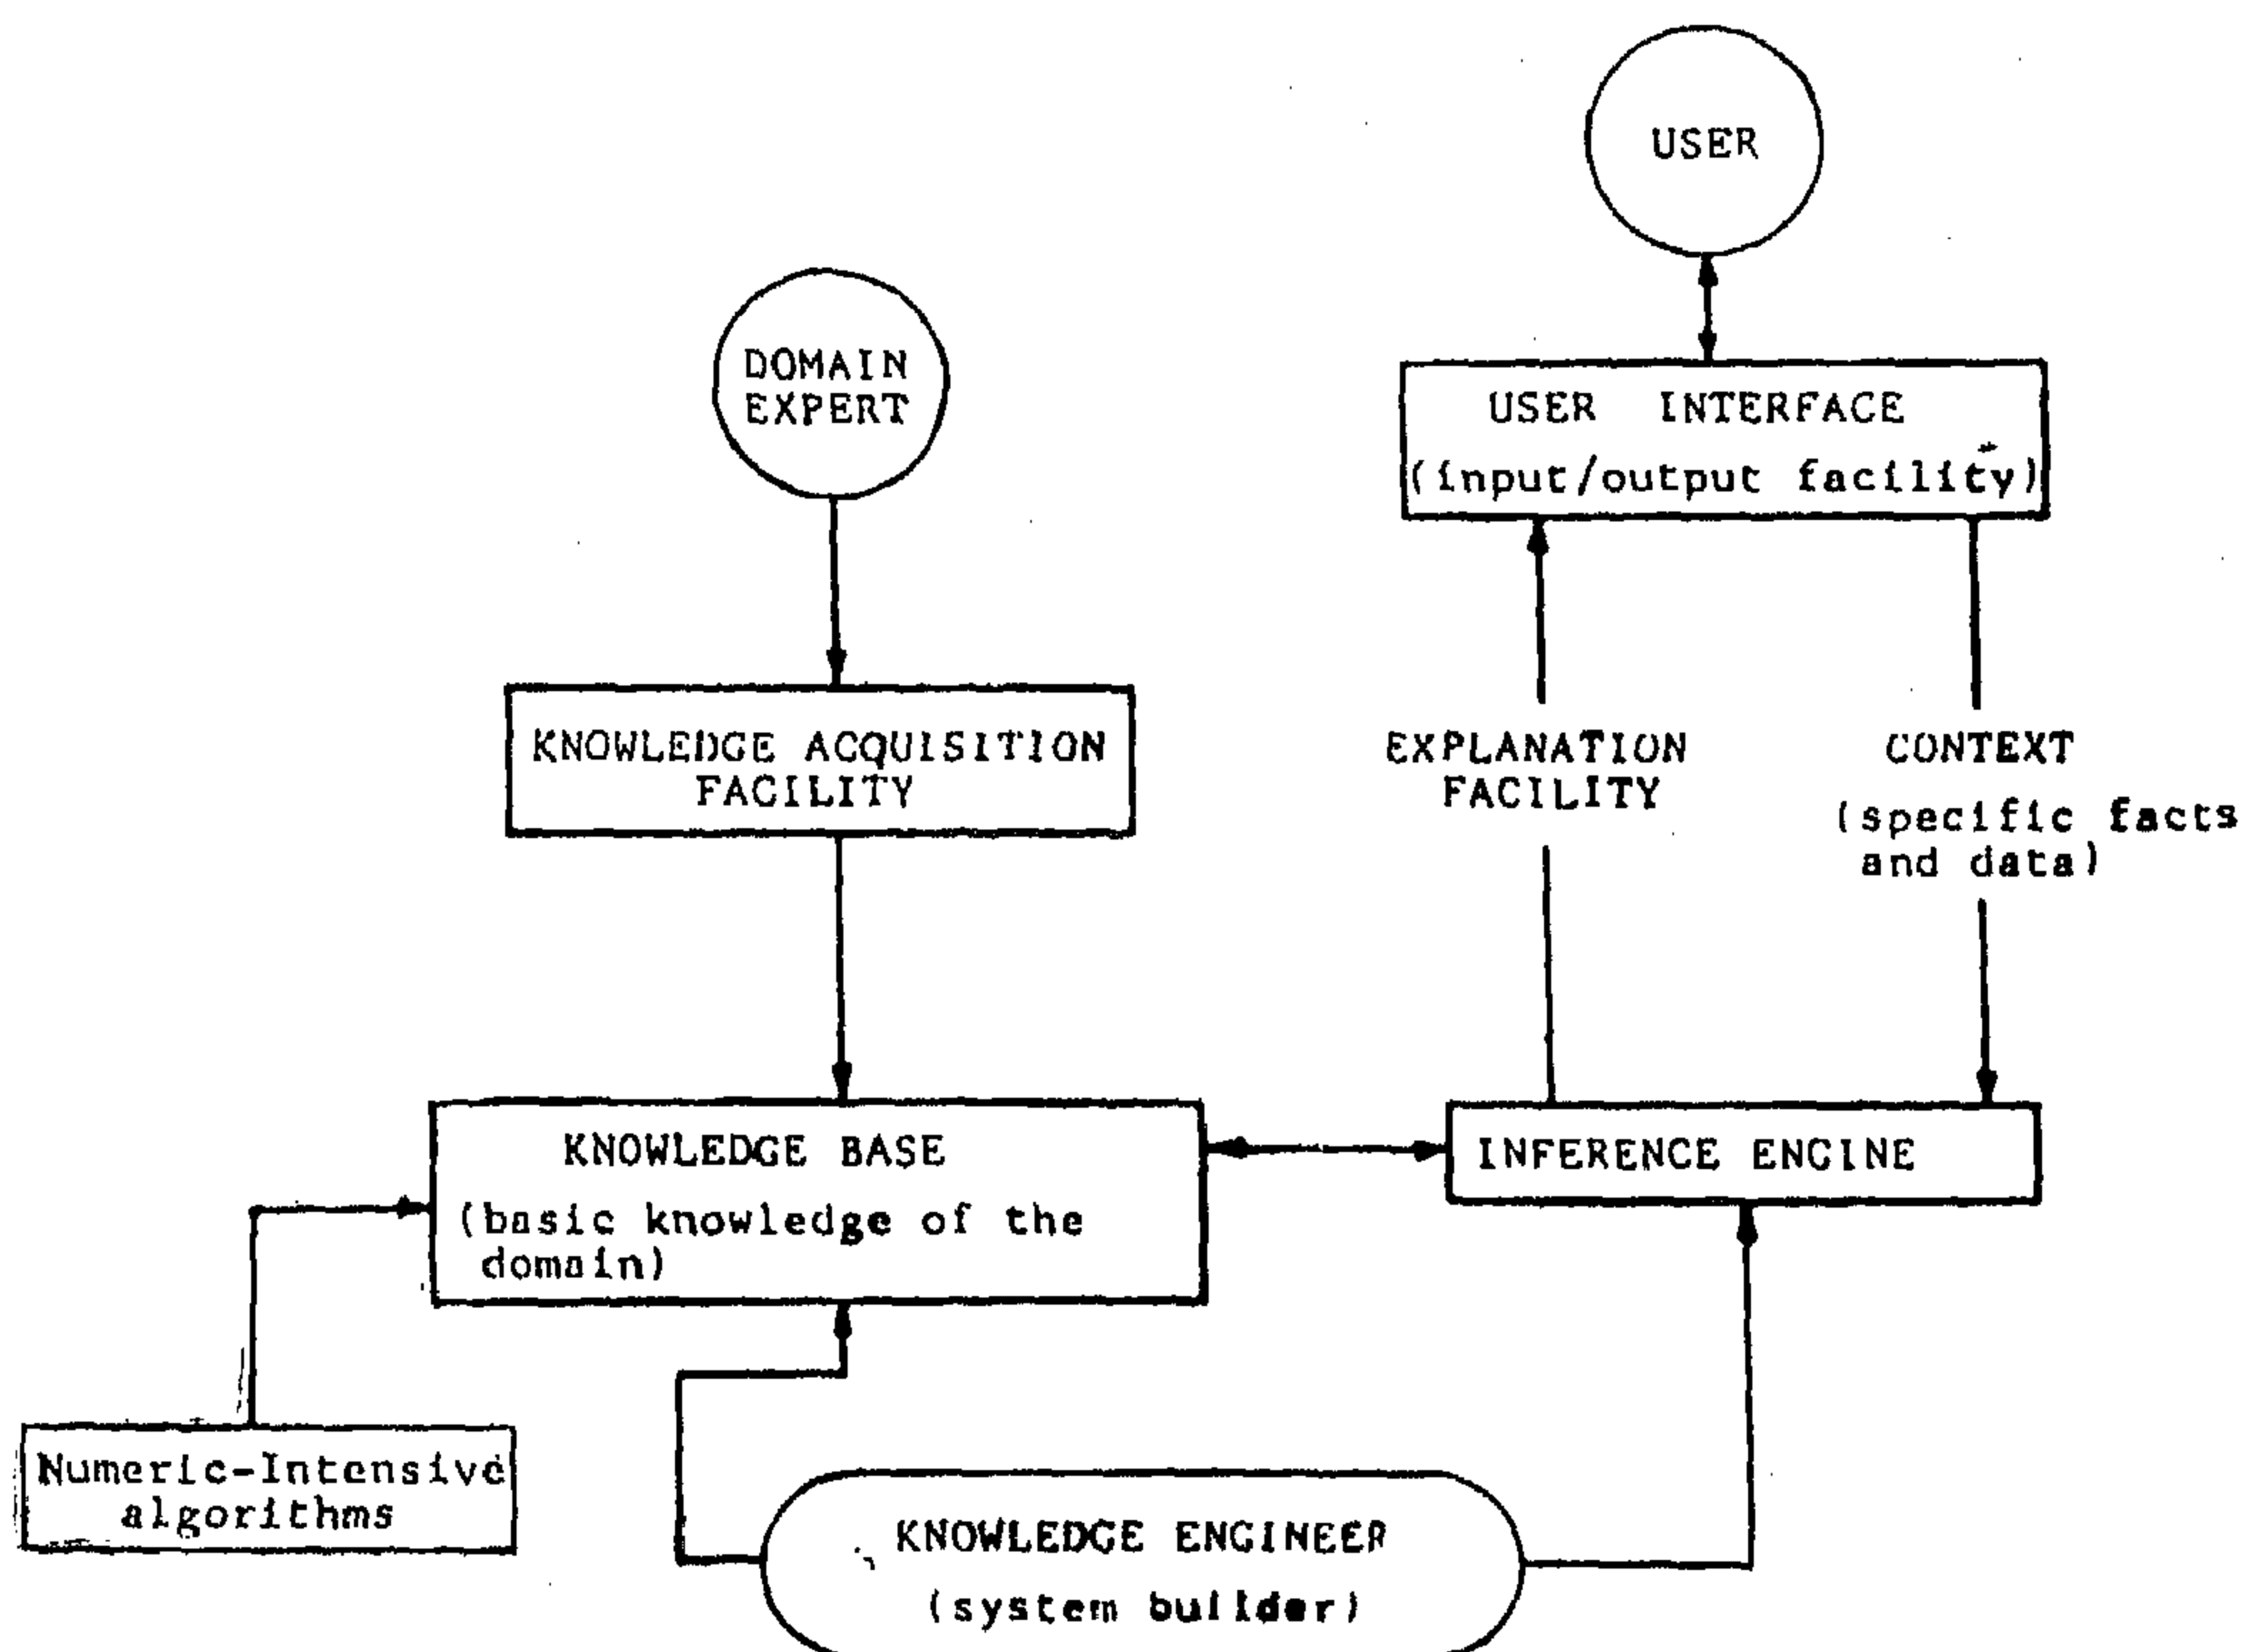 USER
DOMAIN
EXPERT
USER INTERFACE
(input/output facility)
KNOWLEDGE ACQUISITION
FACILITY
EXPLANATION
FACILITY
CONTEXT
(specific facts
and data)
KNOWLEDGE BASE
(basic knowledge of the
domain)
INFERENCE ENGINE
Numeric-Intensive
algorithms
KNOWLEDGE ENGINEER
(system builder)